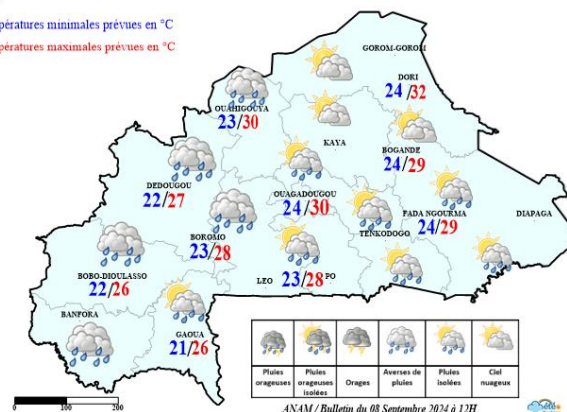 pératures minimales prévues en °C
pératures maximales prévues en °C
GOROM-GOROM
DORI
24/32
OUAHIGOUYA
23/30
KAYA
BOGANDE
24/29
DEDOUGOU
22/27
OUAGADOUGOU
24/30
FADA NGOURMA
24/29
DIAPAGA
TENKODOGO
BOROMO
23/28
BOBO-DIOULASSO
22/26
LEO
23/28
PO
BANFORA
GAOUA
21/26
Pluies orageuses
Pluies orageuses isolées
Orages
Averses de pluies
Pluies isolées
Ciel nuageux
0 100 200
ANAM / Bulletin du 08 Septembre 2024 à 12H